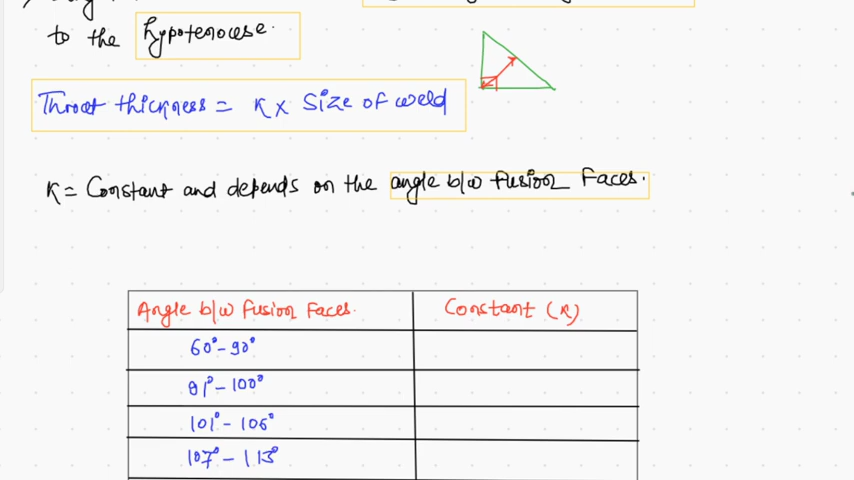 to the hypotenocese.
Throat thickness = K x Size of weld
K = Constant and depends on the angle b/w fusion Faces.
Angle b/w Fusion Faces. Constant (K)
60° - 90°
91° - 100°
101° - 106°
107° - 113°